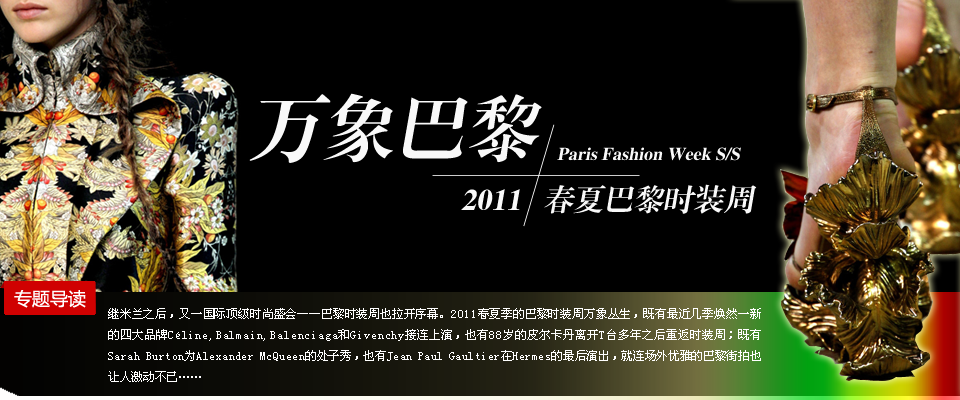 万象巴黎
Paris Fashion Week S/S
2011 春夏巴黎时装周
专题导读
继米兰之后，又一国际顶级时尚盛会——巴黎时装周也拉开序幕。2011春夏季的巴黎时装周万象丛生，既有最近几季焕然一新
的四大品牌Céline,Balmain,Balenciaga和Givenchy接连上演，也有88岁的皮尔卡丹离开T台多年之后重返时装周；既有
Sarah Burton为Alexander McQueen的处子秀，也有Jean Paul Gaultier在Hermes的最后演出，就连场外优雅的巴黎街拍也
让人激动不已……